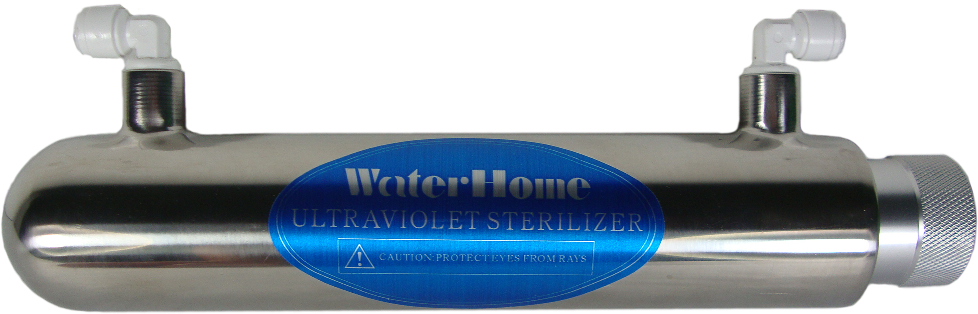 WaterHome
ULTRAVIOLET STERILIZER
CAUTION: PROTECT EYES FROM RAYS